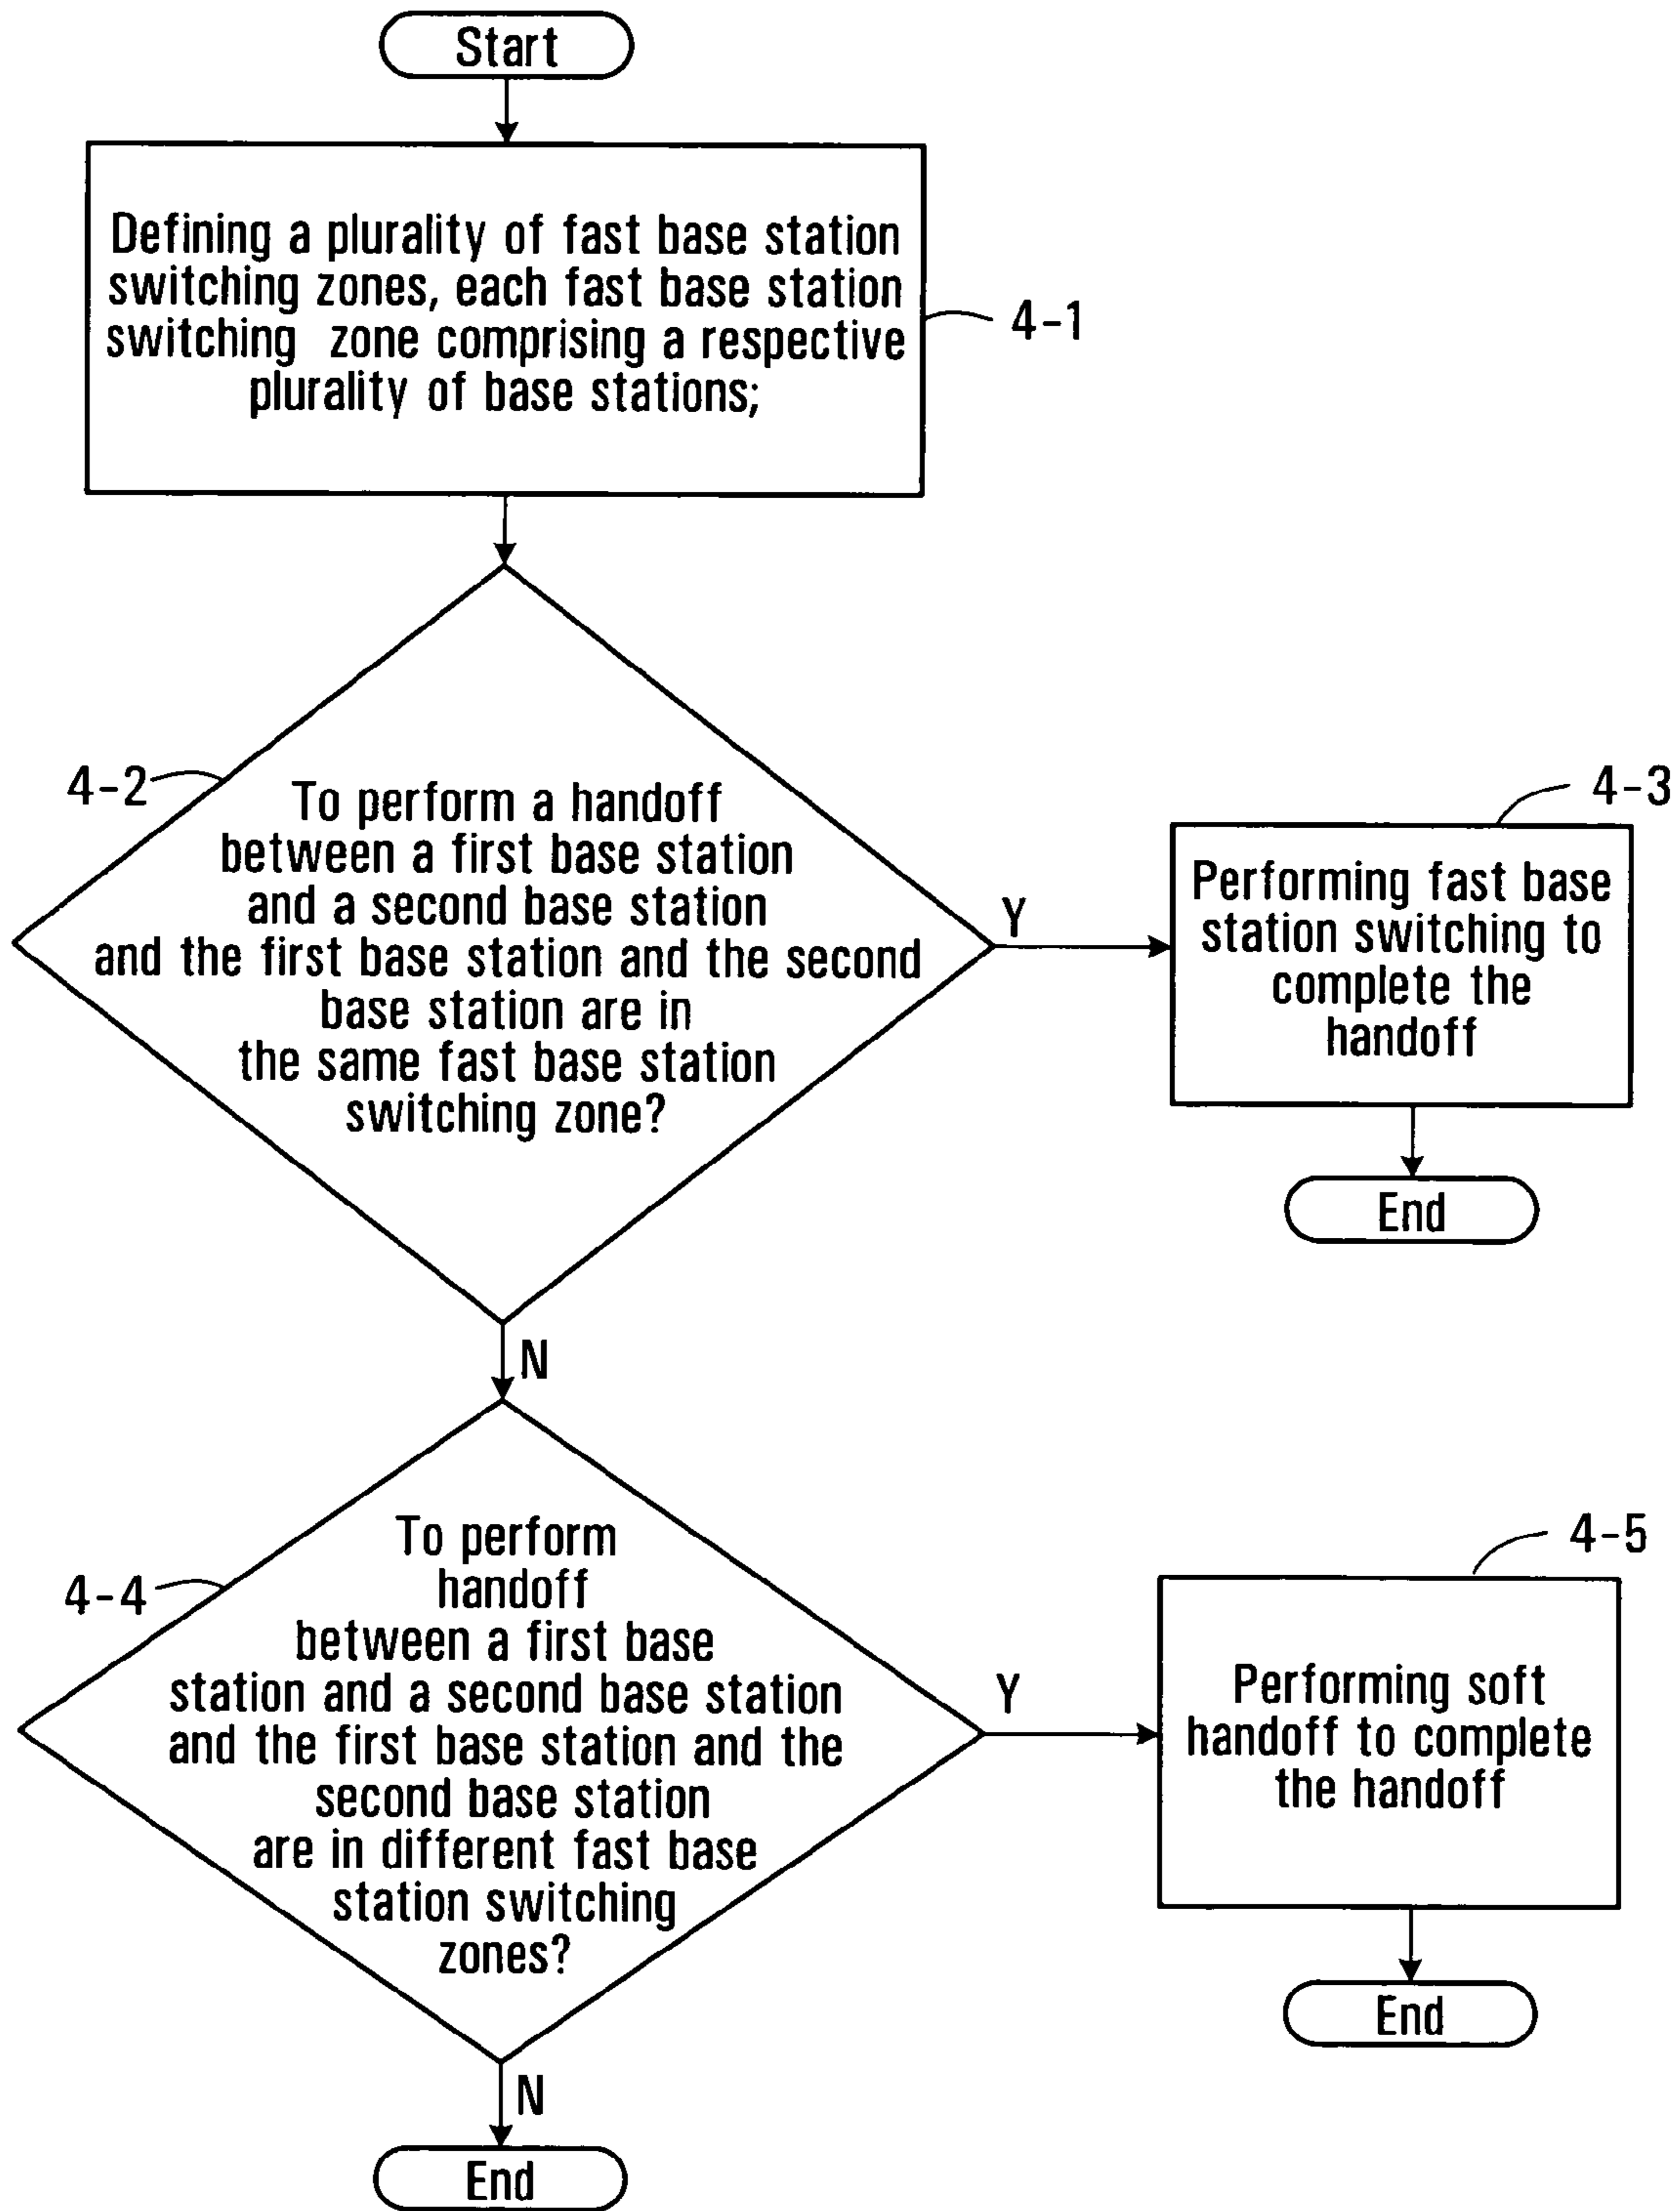 Start
Defining a plurality of fast base station
switching zones, each fast base station
switching zone comprising a respective
plurality of base stations;
4-1
4-2
To perform a handoff
between a first base station
and a second base station
and the first base station and the second
base station are in
the same fast base station
switching zone?
Y
4-3
Performing fast base
station switching to
complete the
handoff
End
N
4-4
To perform
handoff
between a first base
station and a second base station
and the first base station and the
second base station
are in different fast base
station switching
zones?
Y
4-5
Performing soft
handoff to complete
the handoff
End
N
End